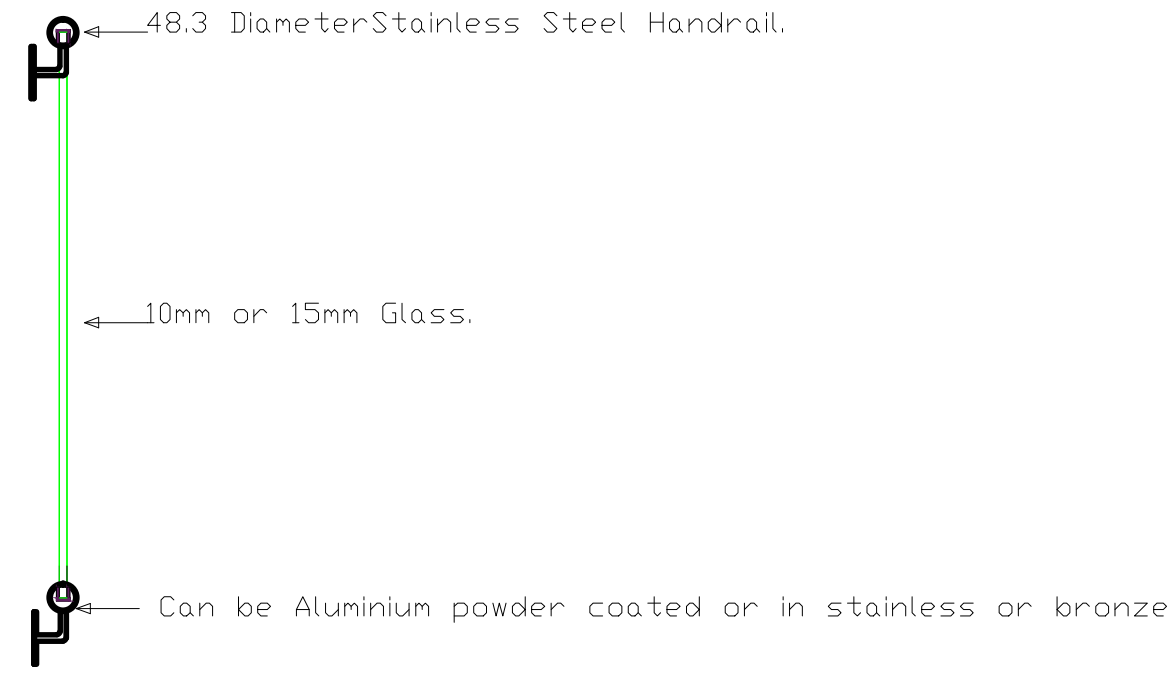 48.3 DiameterStainless Steel Handrail.
10mm or 15mm Glass.
Can be Aluminium powder coated or in stainless or bronze